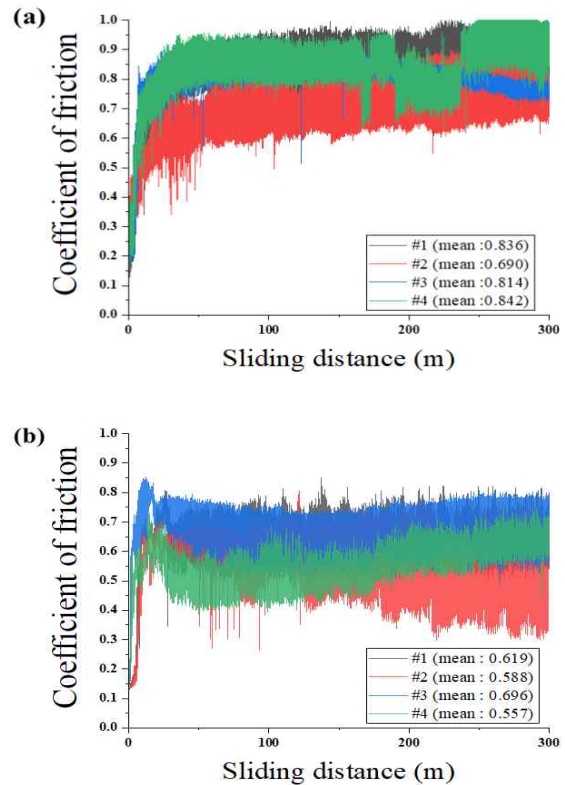 (a)
1.0
0.9
0.8
0.7
0.6
0.5
0.4
0.3
0.2
0.1
0.0
Coefficient of friction
#1 (mean :0.836)
#2 (mean :0.690)
#3 (mean :0.814)
#4 (mean :0.842)
0 100 200 300
Sliding distance (m)
(b)
1.0
0.9
0.8
0.7
0.6
0.5
0.4
0.3
0.2
0.1
0.0
Coefficient of friction
#1 (mean : 0.619)
#2 (mean : 0.588)
#3 (mean : 0.696)
#4 (mean : 0.557)
0 100 200 300
Sliding distance (m)